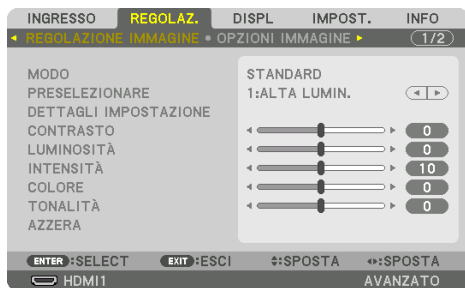 INGRESSO REGOLAZ. DISPL IMPOST. INFO
REGOLAZIONE IMMAGINE • OPZIONI IMMAGINE 1/2
MODO STANDARD
PRESELEZIONARE 1:ALTA LUMIN.
DETTAGLI IMPOSTAZIONE
CONTRASTO 0
LUMINOSITÀ 0
INTENSITÀ 10
COLORE 0
TONALITÀ 0
AZZERA
ENTER:SELECT EXIT:ESCI :SPOSTA :SPOSTA
HDMI1 AVANZATO